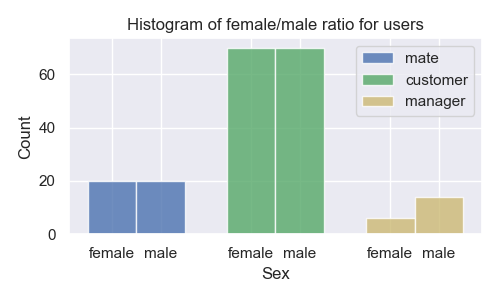 Histogram of female/male ratio for users
mate
customer
manager
Count
60
40
20
0
female male female male female male
Sex